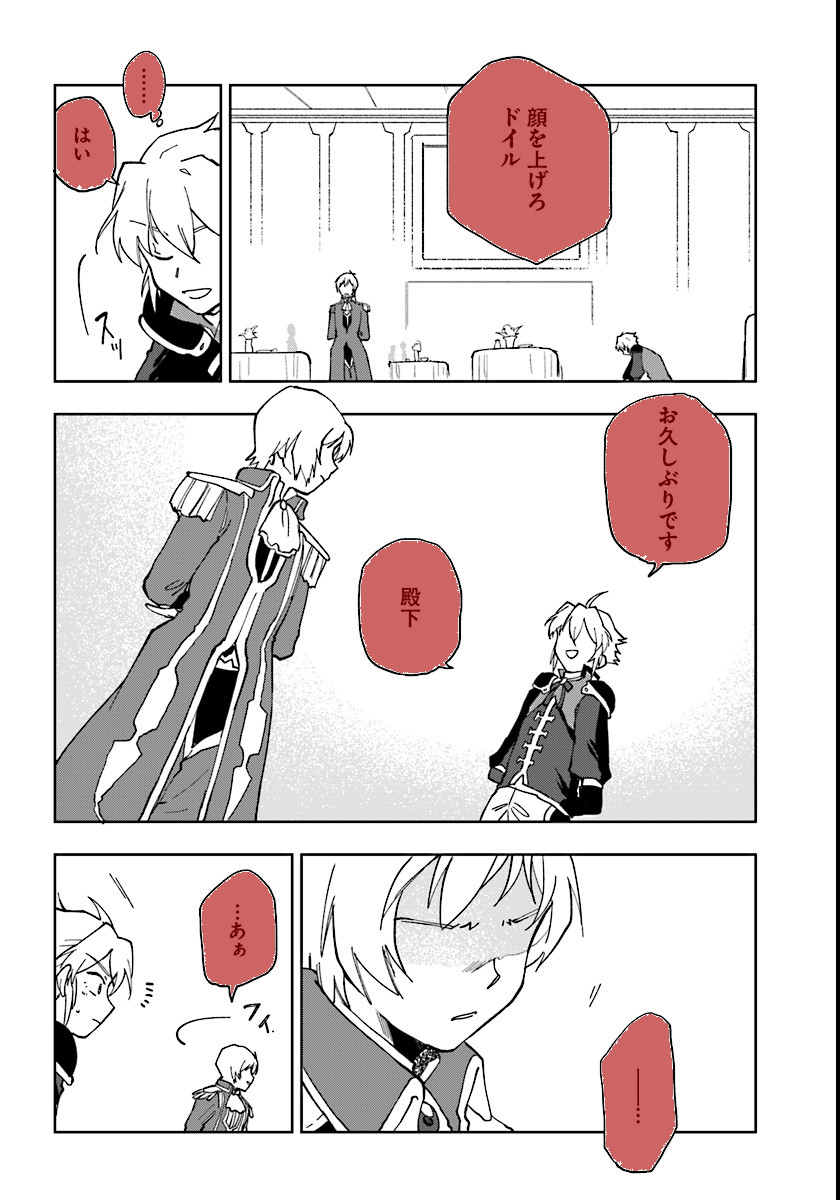 顔を上げろ
ドイル
……
はい
スッ
お久しぶりです
殿下
───…
…あぁ
フイ